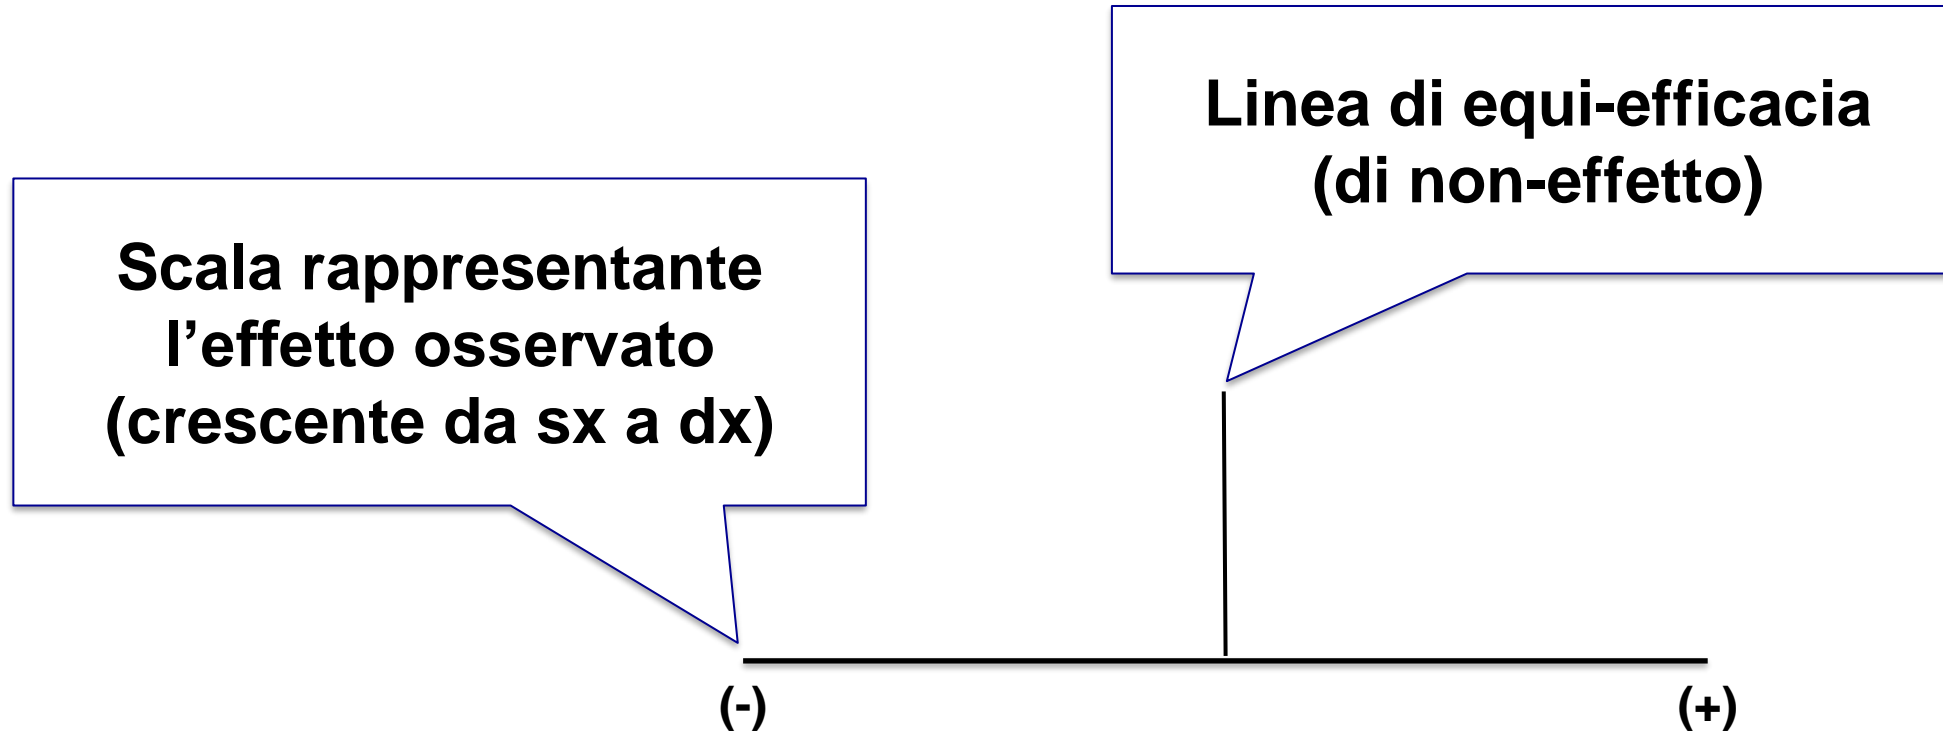 Linea di equi-efficacia
(di non-effetto)
Scala rappresentante
l’effetto osservato
(crescente da sx a dx)
(-)
(+)